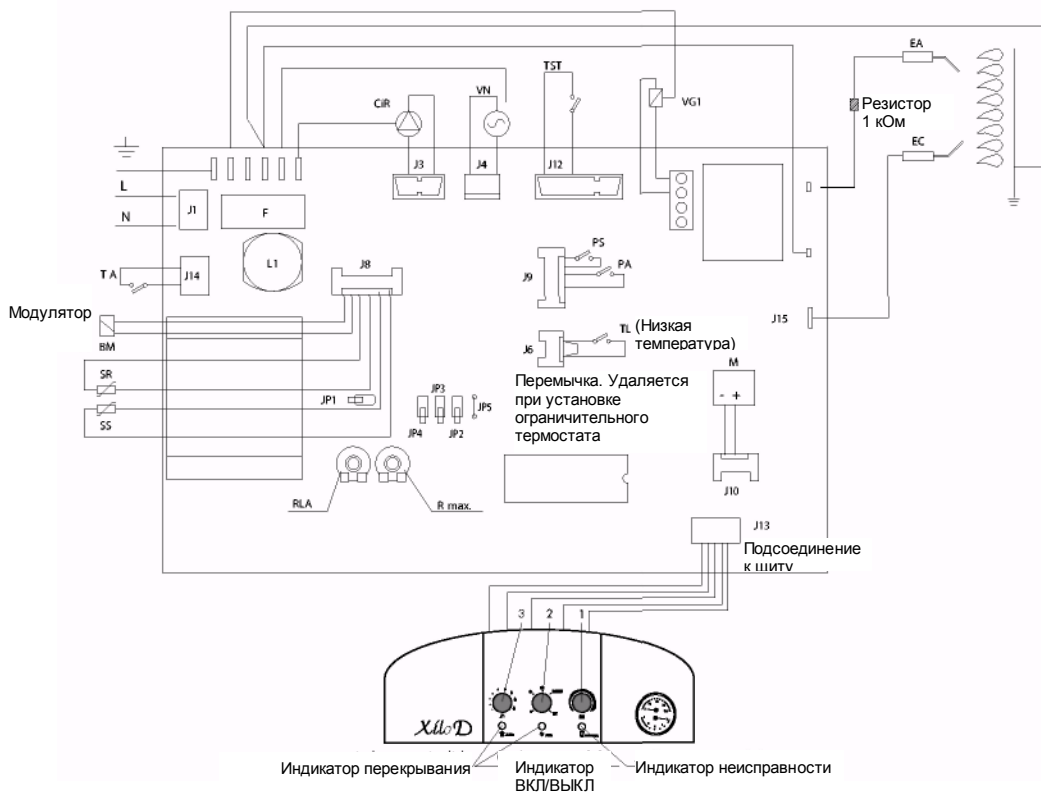 EA
TST
VN
CiR
VG1
Резистор
1 кОм
EC
J3
J4
J12
L
N
J1
F
T A
J14
L1
J8
PS
PA
J9
J15
Модулятор
BM
TL
(Низкая
температура)
J6
M
- +
SR
SS
JP1
JP3
JP5
JP4
JP2
Перемычка. Удаляется
при установке
ограничительного
термостата
J10
RLA
R max.
J13
Подсоединение
к щиту
3 2 1
Xilo D
Индикатор перекрывания
Индикатор
ВКЛ/ВЫКЛ
Индикатор неисправности